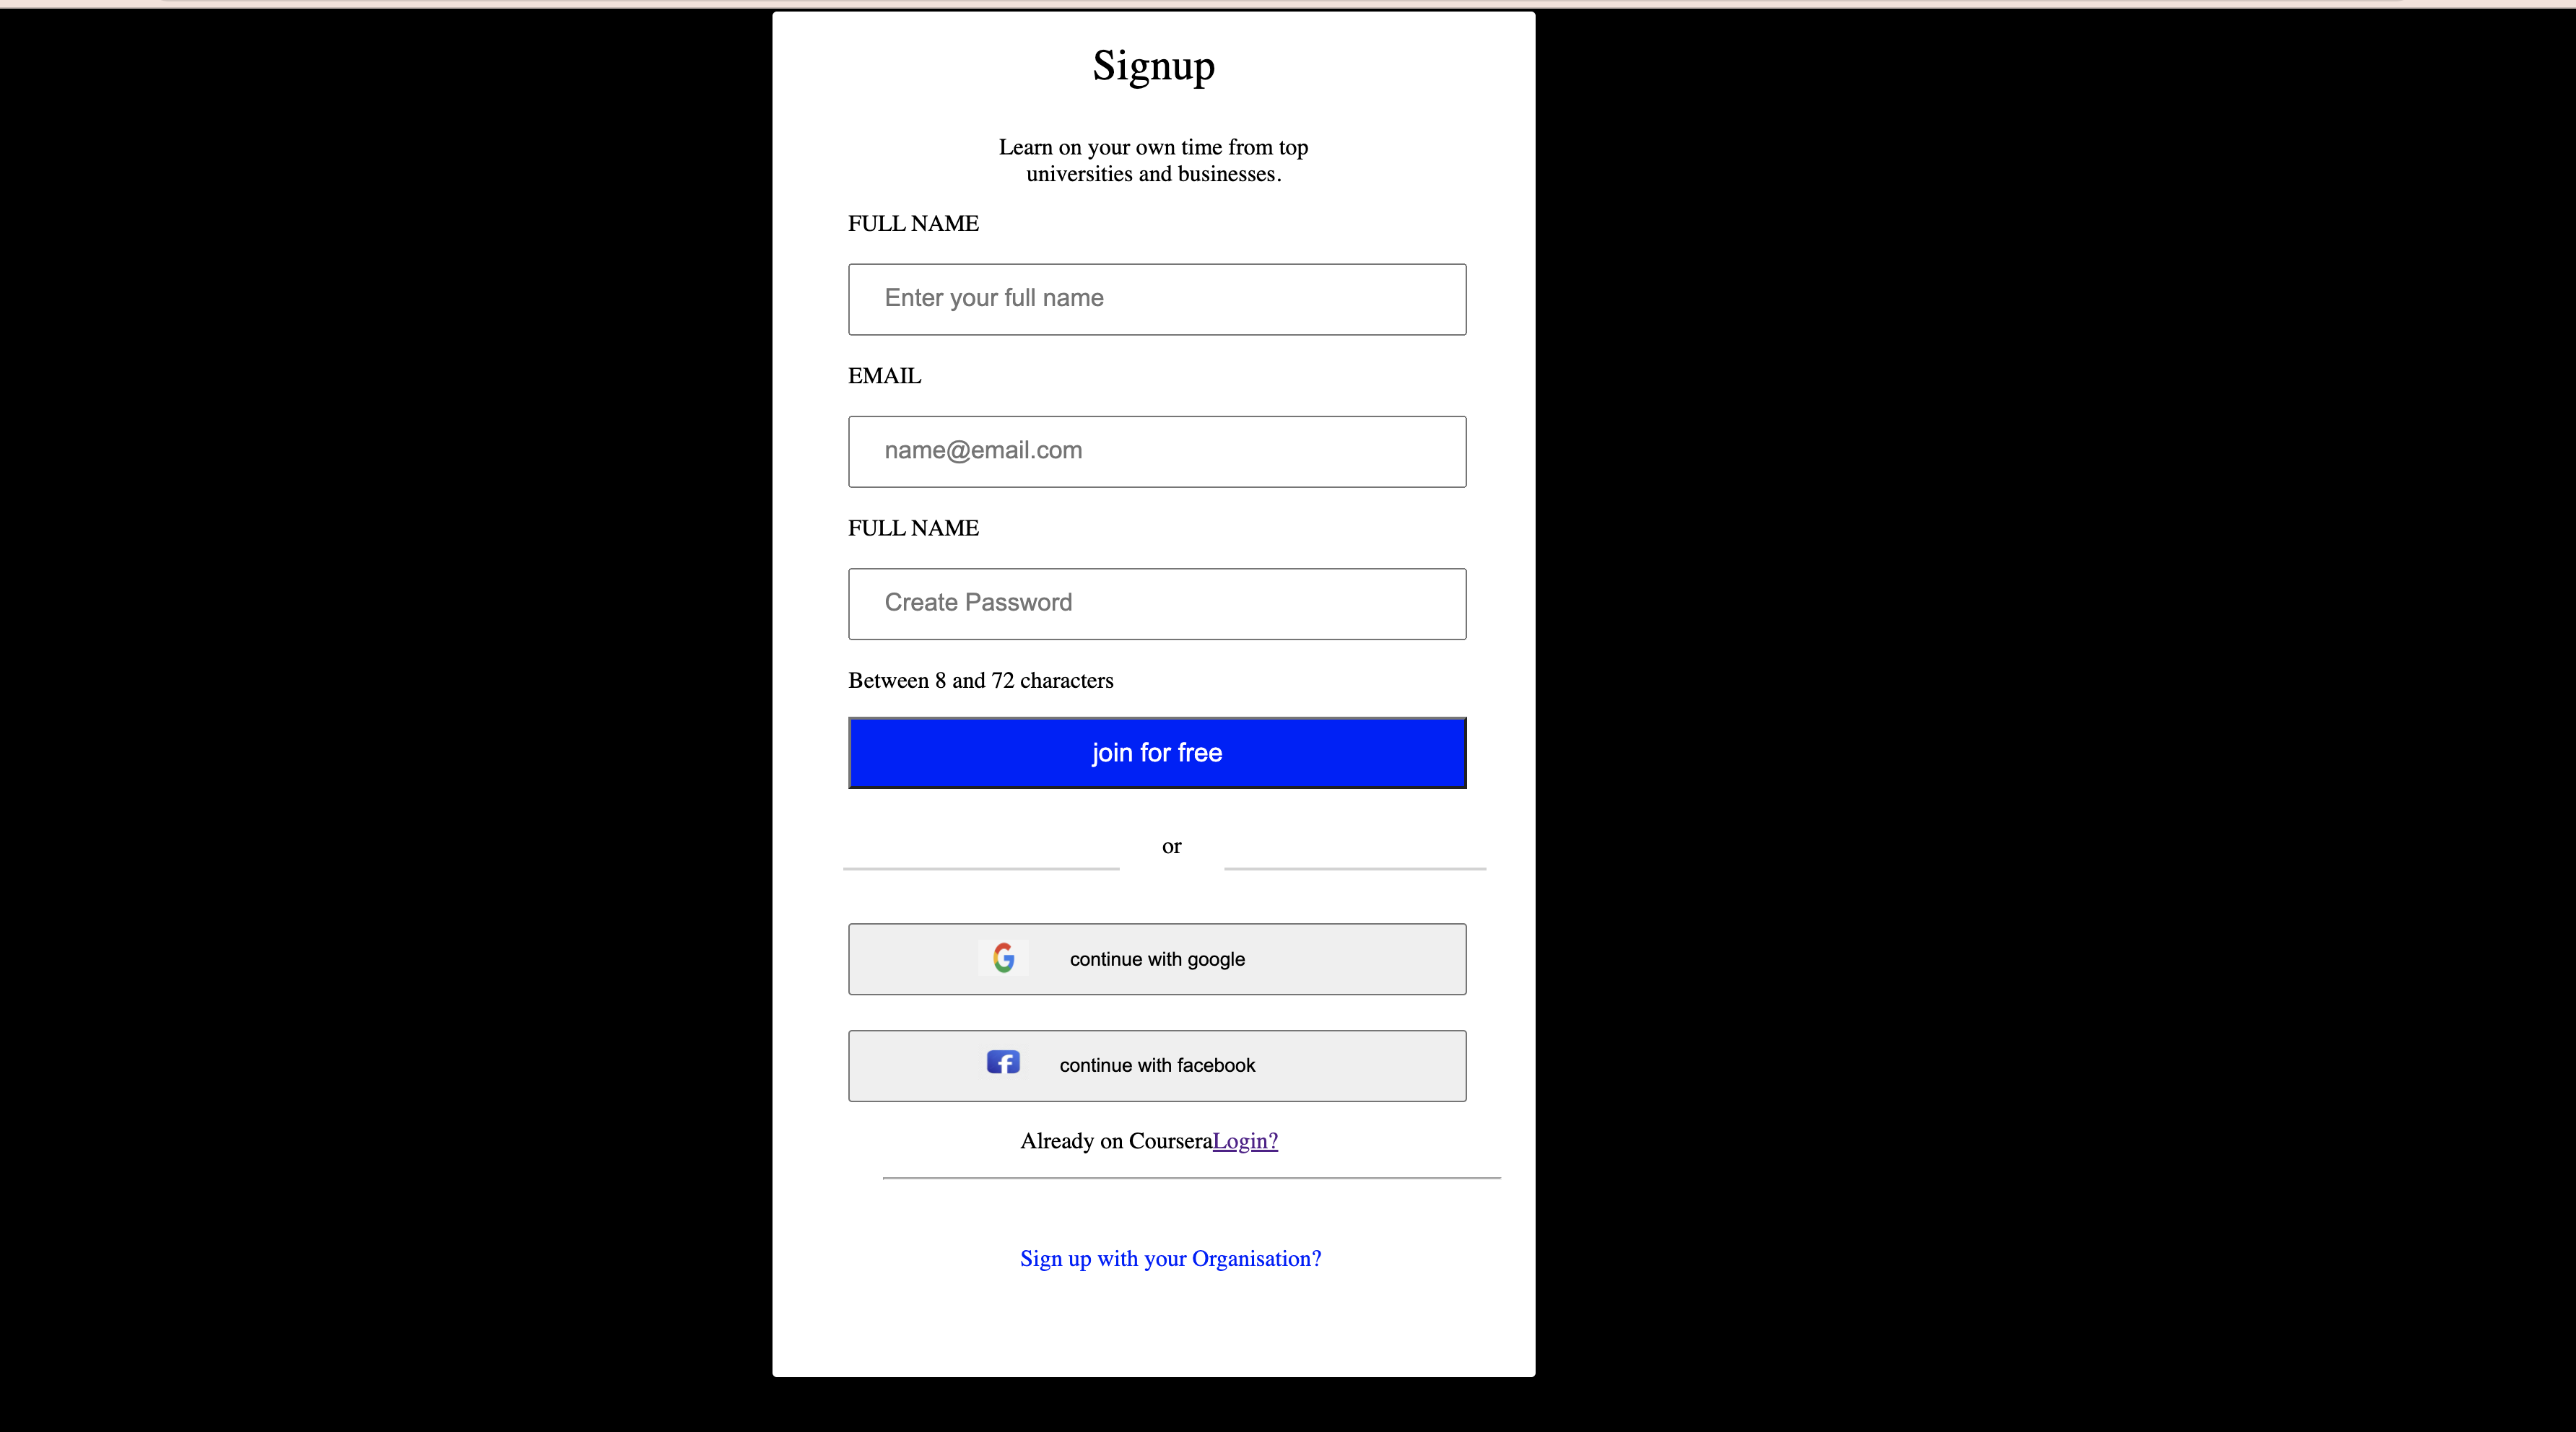 Signup
Learn on your own time from top
universities and businesses.
FULL NAME
Enter your full name
EMAIL
name@email.com
FULL NAME
Create Password
Between 8 and 72 characters
join for free
or
continue with google
continue with facebook
Already on CourseraLogin?
Sign up with your Organisation?